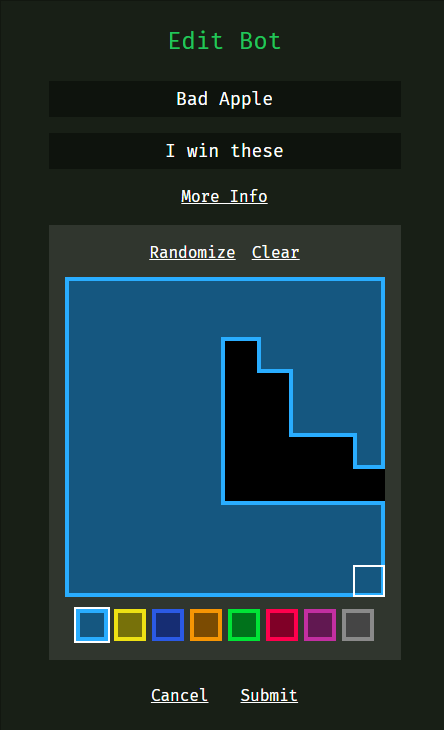 Edit Bot
Bad Apple
I win these
More Info
Randomize Clear
Cancel Submit